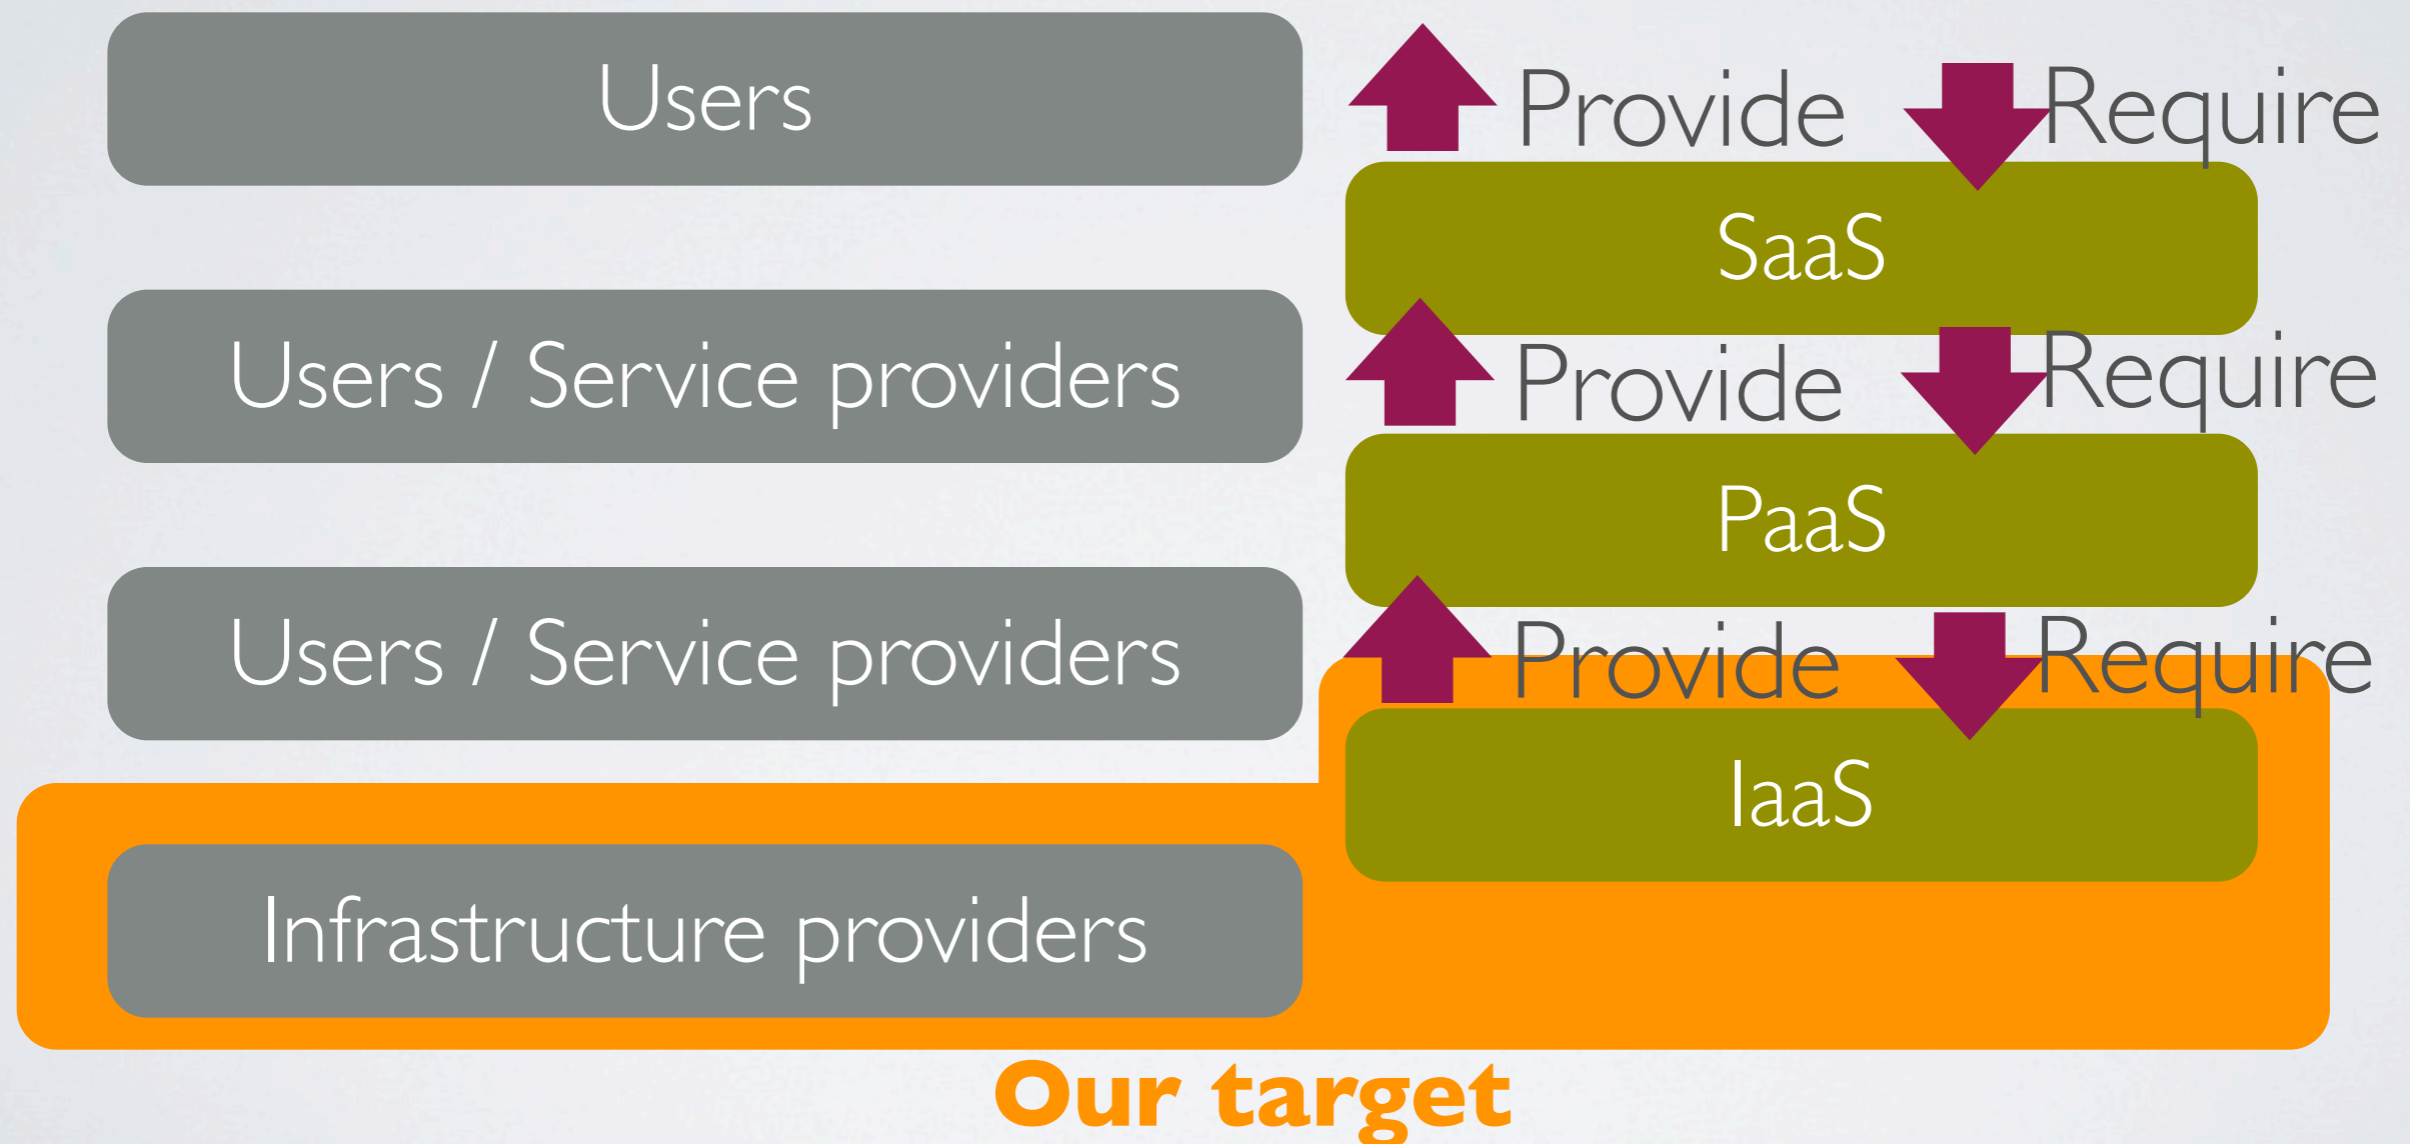 Users
Provide
Require
SaaS
Users / Service providers
Provide
Require
PaaS
Users / Service providers
Provide
Require
IaaS
Infrastructure providers
Our target